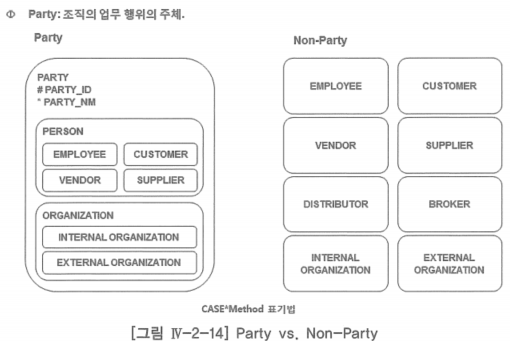 Φ Party: 조직의 업무 행위의 주체.
Party
PARTY
# PARTY_ID
* PARTY_NM
PERSON
EMPLOYEE
CUSTOMER
VENDOR
SUPPLIER
ORGANIZATION
INTERNAL ORGANIZATION
EXTERNAL ORGANIZATION
Non-Party
EMPLOYEE
CUSTOMER
VENDOR
SUPPLIER
DISTRIBUTOR
BROKER
INTERNAL
ORGANIZATION
EXTERNAL
ORGANIZATION
CASE*Method 표기법
[그림 Ⅳ-2-14] Party vs. Non-Party